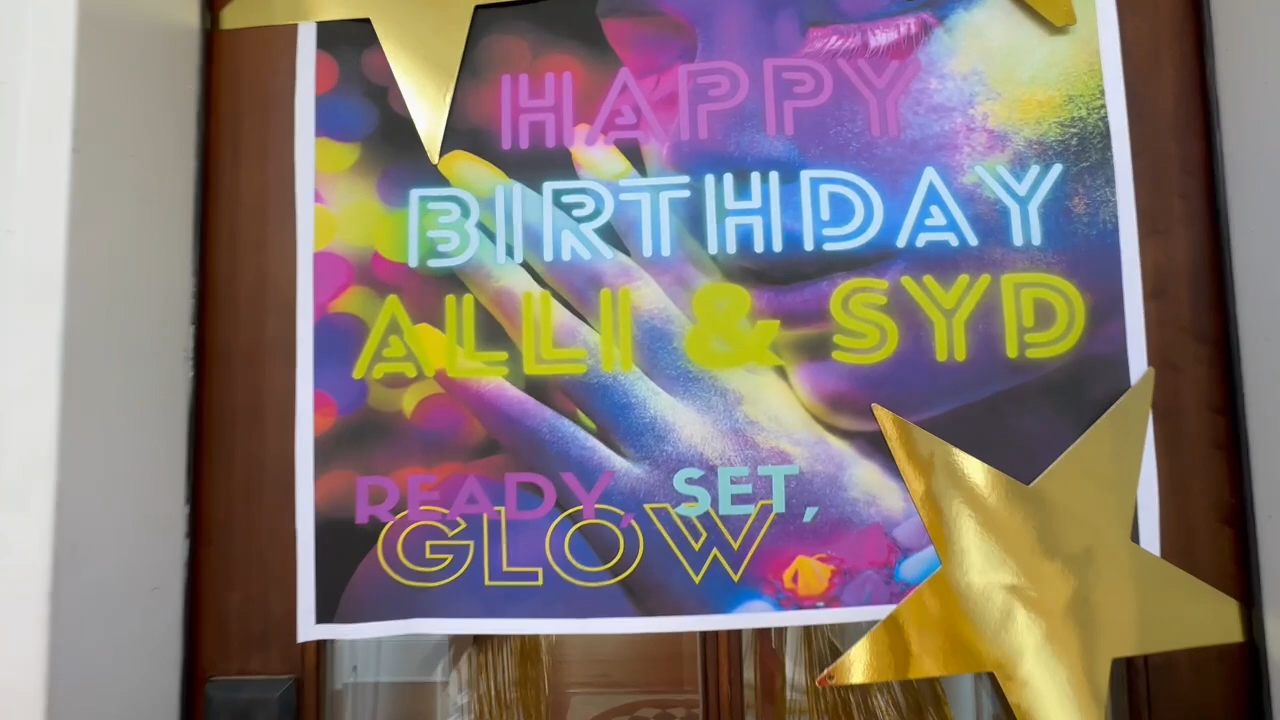 HAPPY
BIRTHDAY
ALLI & SYD
READY, SET,
GLOW